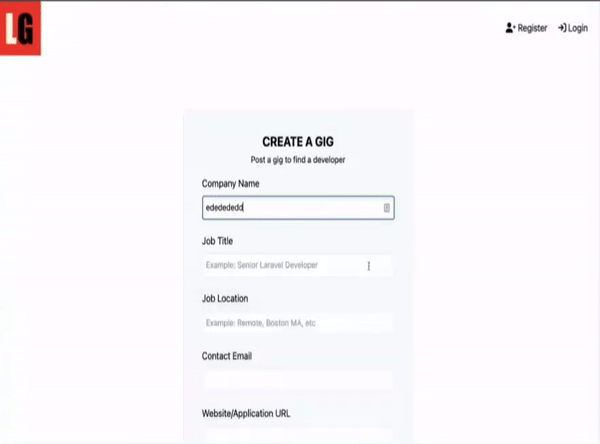 LG
Register Login
CREATE A GIG
Post a gig to find a developer
Company Name
edededed
Job Title
Example: Senior Laravel Developer
Job Location
Example: Remote, Boston MA, etc
Contact Email
Website/Application URL